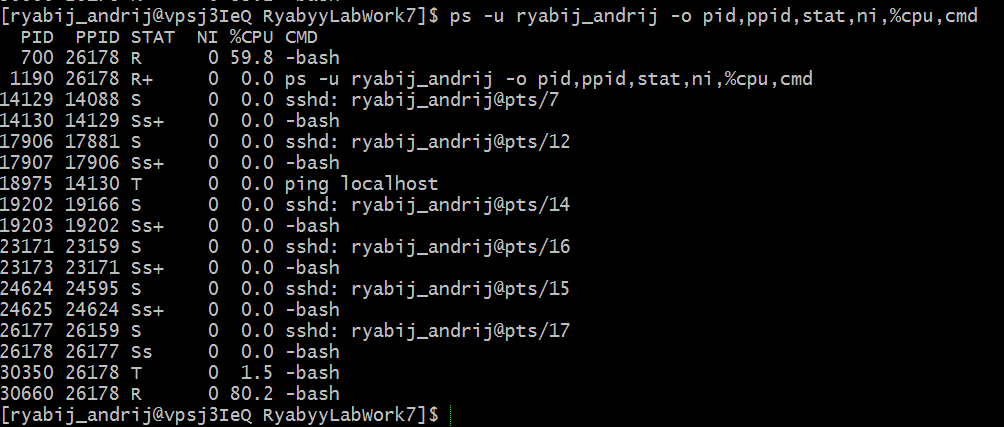 [ryabij_andrij@vpsj3IeQ RyabyyLabWork7]$ ps -u ryabij_andrij -o pid,ppid,stat,ni,%cpu,cmd
  PID  PPID STAT  NI %CPU CMD
  700 26178 R      0 59.8 -bash
 1190 26178 R+     0  0.0 ps -u ryabij_andrij -o pid,ppid,stat,ni,%cpu,cmd
14129 14088 S      0  0.0 sshd: ryabij_andrij@pts/7
14130 14129 Ss+    0  0.0 -bash
17906 17881 S      0  0.0 sshd: ryabij_andrij@pts/12
17907 17906 Ss+    0  0.0 -bash
18975 14130 T      0  0.0 ping localhost
19202 19166 S      0  0.0 sshd: ryabij_andrij@pts/14
19203 19202 Ss+    0  0.0 -bash
23171 23159 S      0  0.0 sshd: ryabij_andrij@pts/16
23173 23171 Ss+    0  0.0 -bash
24624 24595 S      0  0.0 sshd: ryabij_andrij@pts/15
24625 24624 Ss+    0  0.0 -bash
26177 26159 S      0  0.0 sshd: ryabij_andrij@pts/17
26178 26177 Ss     0  0.0 -bash
30350 26178 T      0  1.5 -bash
30660 26178 R      0 80.2 -bash
[ryabij_andrij@vpsj3IeQ RyabyyLabWork7]$